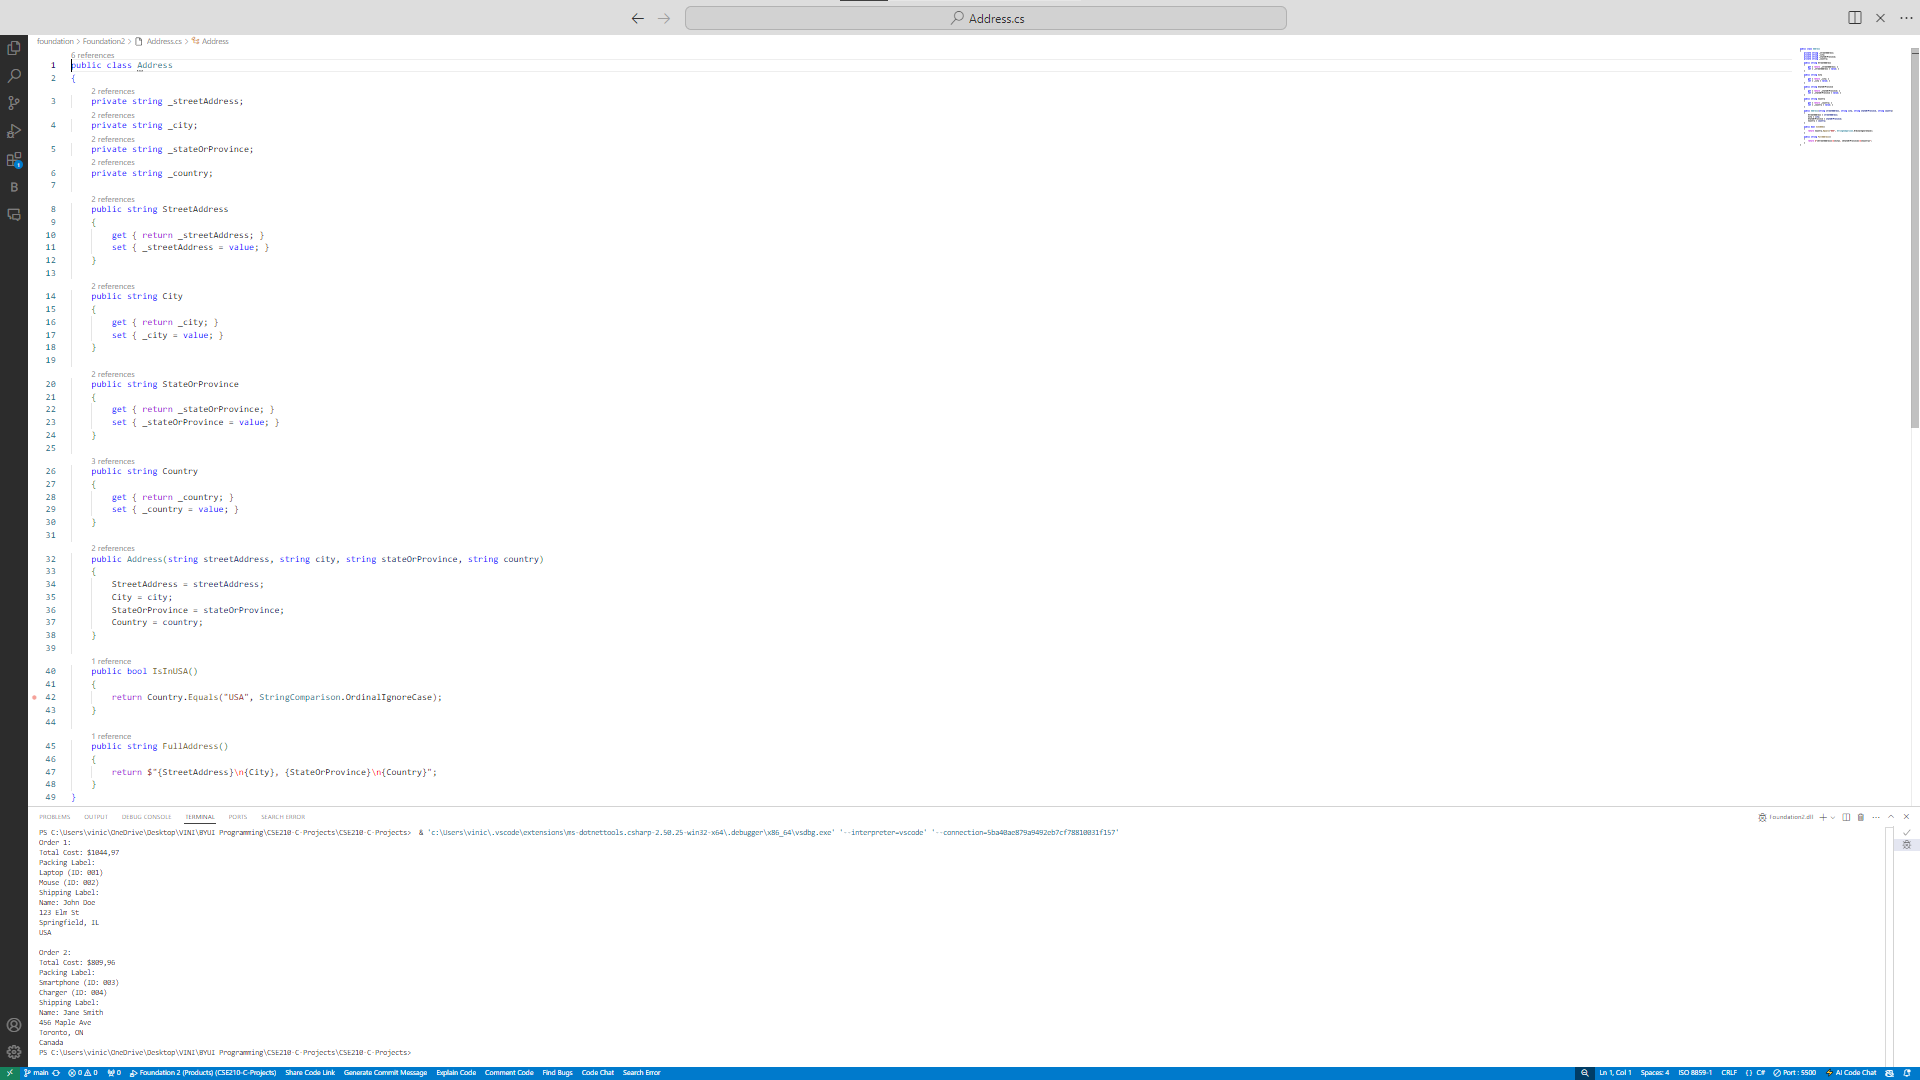 Address.cs
foundation > Foundation2 > Address.cs > Address
6 references
1 public class Address
2 {
2 references
3 private string _streetAddress;
2 references
4 private string _city;
2 references
5 private string _stateOrProvince;
2 references
6 private string _country;
7
2 references
8 public string StreetAddress
9 {
10 get { return _streetAddress; }
11 set { _streetAddress = value; }
12 }
13
2 references
14 public string City
15 {
16 get { return _city; }
17 set { _city = value; }
18 }
19
2 references
20 public string StateOrProvince
21 {
22 get { return _stateOrProvince; }
23 set { _stateOrProvince = value; }
24 }
25
3 references
26 public string Country
27 {
28 get { return _country; }
29 set { _country = value; }
30 }
31
2 references
32 public Address(string streetAddress, string city, string stateOrProvince, string country)
33 {
34 StreetAddress = streetAddress;
35 City = city;
36 StateOrProvince = stateOrProvince;
37 Country = country;
38 }
39
1 reference
40 public bool IsInUSA()
41 {
42 return Country.Equals("USA", StringComparison.OrdinalIgnoreCase);
43 }
44
1 reference
45 public string FullAddress()
46 {
47 return $"{StreetAddress}\n{City}, {StateOrProvince}\n{Country}";
48 }
49 }
PROBLEMS OUTPUT DEBUG CONSOLE TERMINAL PORTS SEARCH ERROR
Foundation2.dll
PS C:\Users\vinic\OneDrive\Desktop\VINI\BYUI Programming\CSE210-C-Projects\CSE210-C-Projects> & 'c:\Users\vinic\.vscode\extensions\ms-dotnettools.csharp-2.50.25-win32-x64\.debugger\x86_64\vsdbg.exe' '--interpreter=vscode' '--connection=5ba40ae879a9492eb7cf78810031f157'
Order 1:
Total Cost: $1044,97
Packing Label:
Laptop (ID: 001)
Mouse (ID: 002)
Shipping Label:
Name: John Doe
123 Elm St
Springfield, IL
USA
Order 2:
Total Cost: $809,96
Packing Label:
Smartphone (ID: 003)
Charger (ID: 004)
Shipping Label:
Name: Jane Smith
456 Maple Ave
Toronto, ON
Canada
PS C:\Users\vinic\OneDrive\Desktop\VINI\BYUI Programming\CSE210-C-Projects\CSE210-C-Projects>
main 0 0 0 Foundation 2 (Products) (CSE210-C-Projects) Share Code Link Generate Commit Message Explain Code Comment Code Find Bugs Code Chat Search Error Ln 1, Col 1 Spaces: 4 ISO 8859-1 CRLF {} C# Port : 5500 AI Code Chat